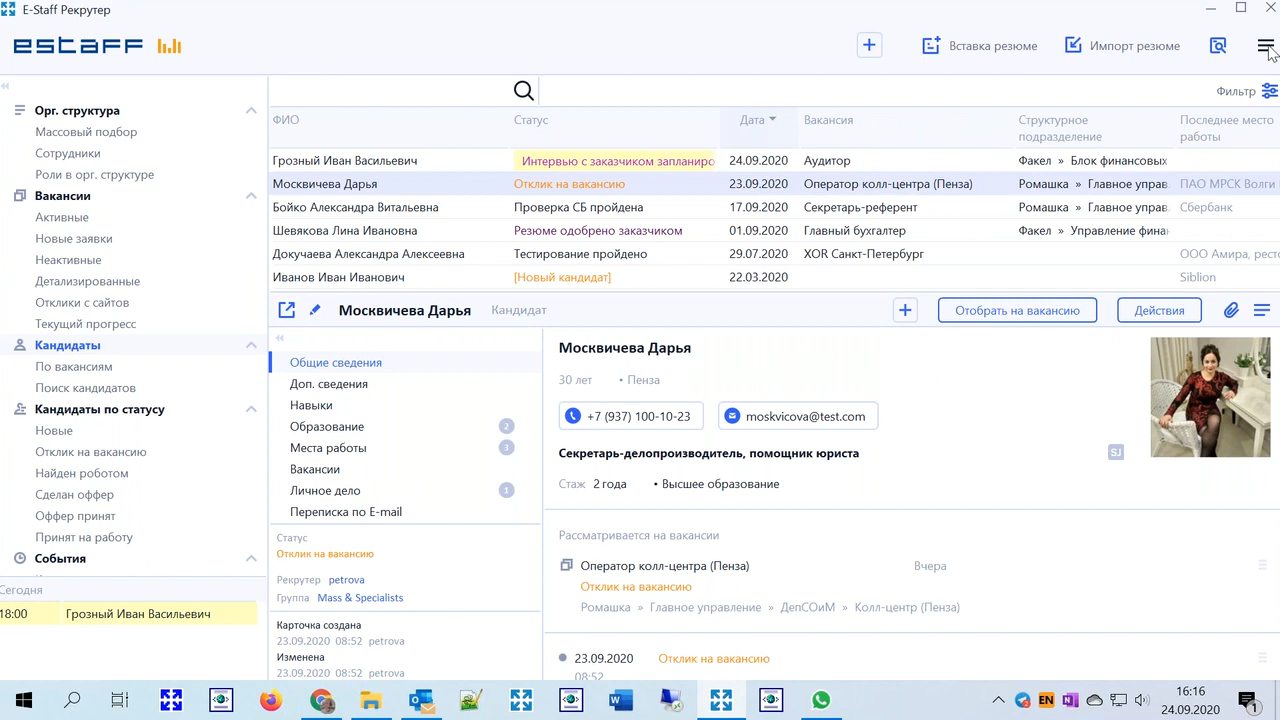 E-Staff Рекрутер
estaff
Вставка резюме
Импорт резюме
Фильтр
Орг. структура
Массовый подбор
Сотрудники
Роли в орг. структуре
Вакансии
Активные
Новые заявки
Неактивные
Детализированные
Отклики с сайтов
Текущий прогресс
Кандидаты
По вакансиям
Поиск кандидатов
Кандидаты по статусу
Новые
Отклик на вакансию
Найден роботом
Сделан оффер
Оффер принят
Принят на работу
События
Сегодня
18:00 Грозный Иван Васильевич
ФИО Статус Дата Вакансия Структурное подразделение Последнее место работы
Грозный Иван Васильевич Интервью с заказчиком запланиро 24.09.2020 Аудитор Факел » Блок финансовых
Москвичева Дарья Отклик на вакансию 23.09.2020 Оператор колл-центра (Пенза) Ромашка » Главное управ. ПАО МРСК Волги
Бойко Александра Витальевна Проверка СБ пройдена 17.09.2020 Секретарь-референт Ромашка » Главное управ. Сбербанк
Шевякова Лина Ивановна Резюме одобрено заказчиком 01.09.2020 Главный бухгалтер Факел » Управление фина
Докучаева Александра Алексеевна Тестирование пройдено 29.07.2020 ХОR Санкт-Петербург ООО Амира, рест
Иванов Иван Иванович [Новый кандидат] 22.03.2020 Siblion
Москвичева Дарья Кандидат
Отобрать на вакансию
Действия
Общие сведения
Доп. сведения
Навыки
Образование 2
Места работы 3
Вакансии
Личное дело 1
Переписка по E-mail
Статус
Отклик на вакансию
Рекрутер petrova
Группа Mass & Specialists
Карточка создана
23.09.2020 08:52 petrova
Изменена
23.09.2020 08:52 petrova
Москвичева Дарья
30 лет • Пенза
+7 (937) 100-10-23 moskvicova@test.com
Секретарь-делопроизводитель, помощник юриста SJ
Стаж 2 года • Высшее образование
Рассматривается на вакансии
Оператор колл-центра (Пенза) Вчера
Отклик на вакансию
Ромашка » Главное управление » ДепСОиМ » Колл-центр (Пенза)
23.09.2020 Отклик на вакансию
08:52
EN
16:16
24.09.2020
1